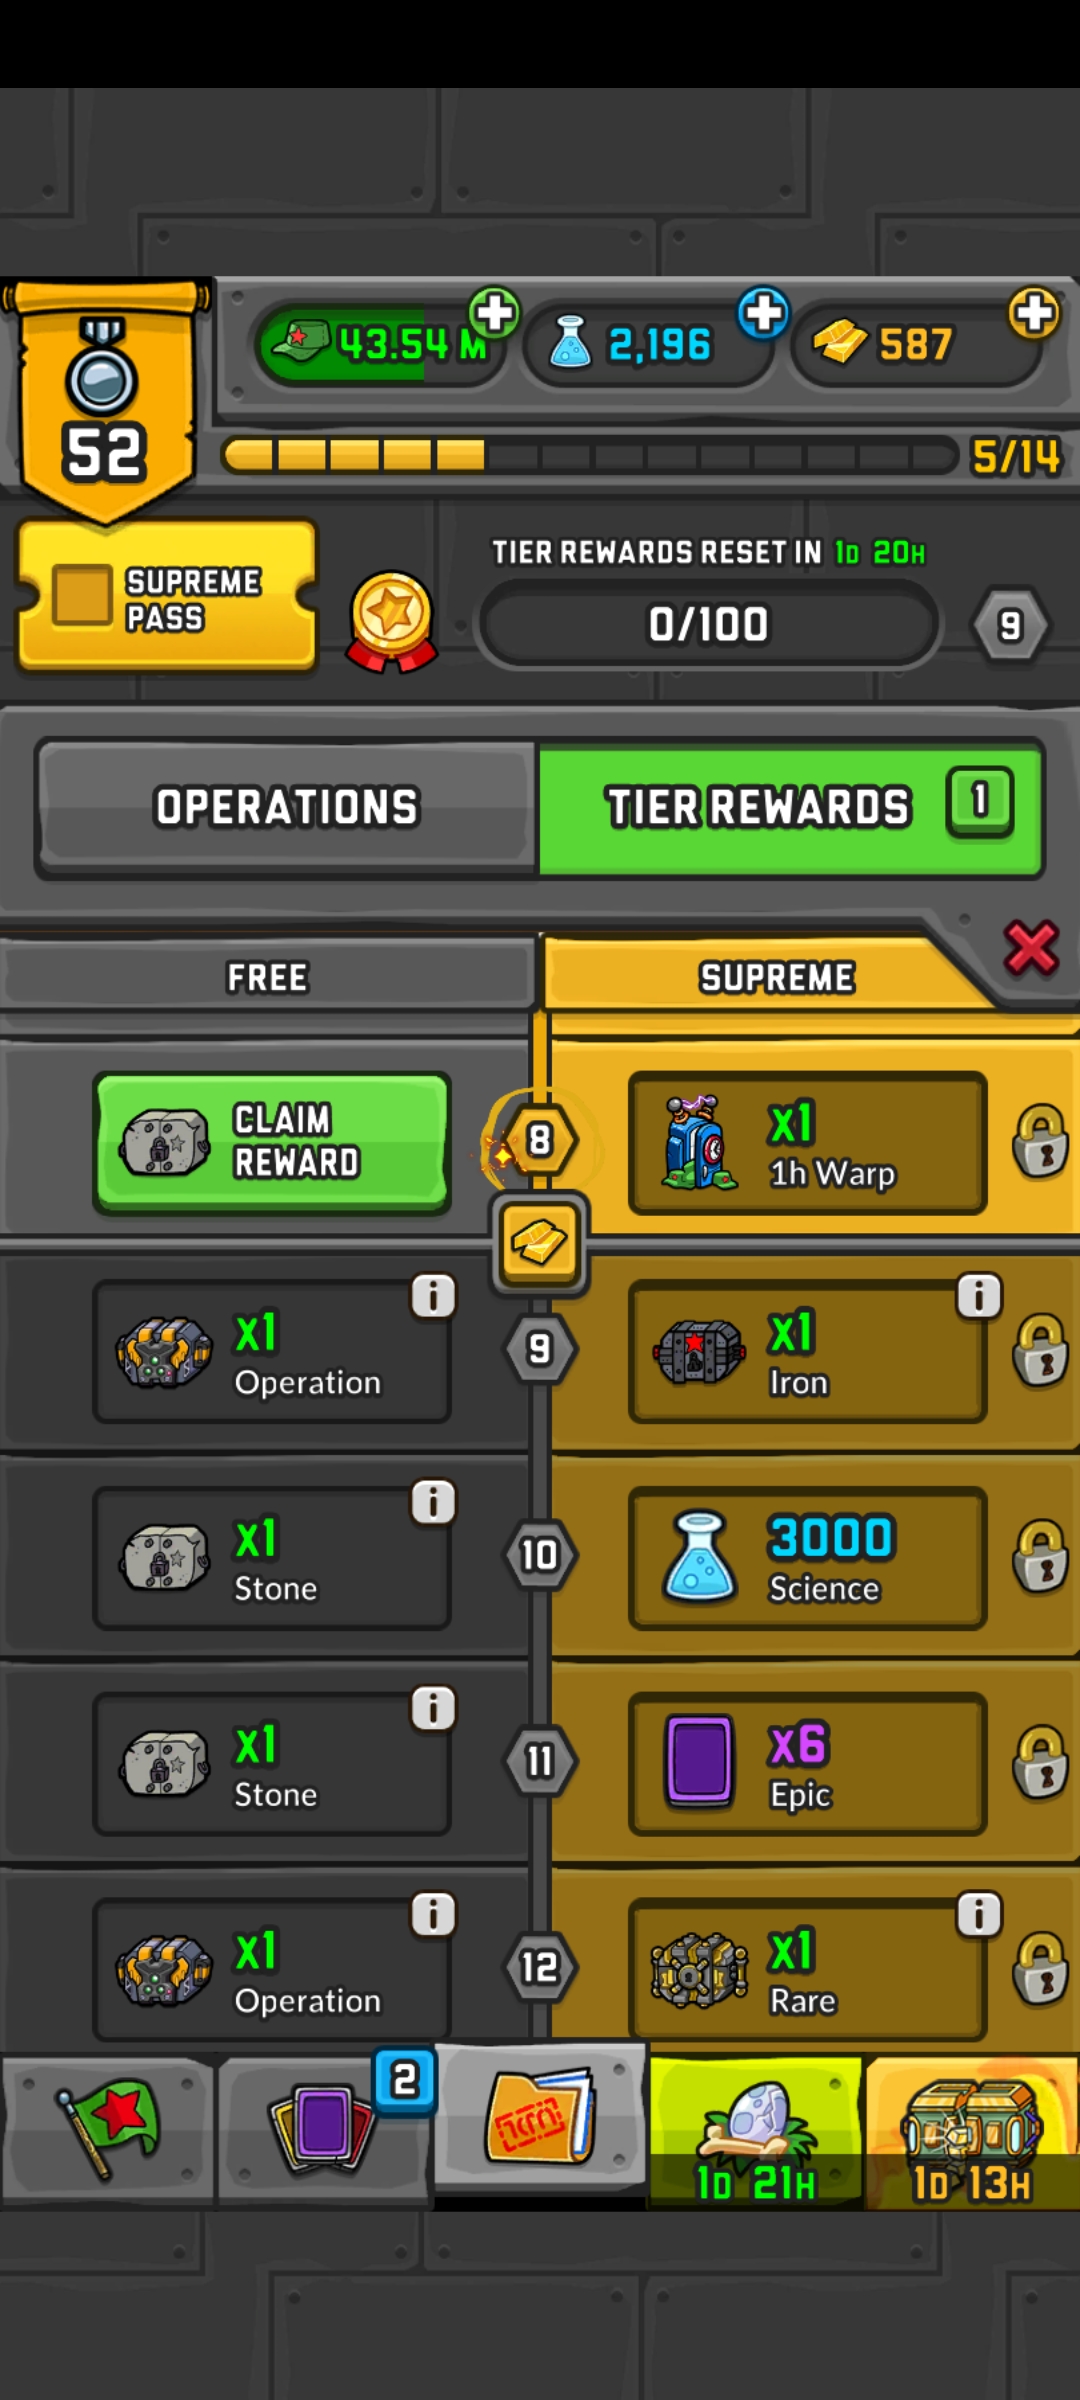 43.54 M
2,196
587
52
5/14
SUPREME
PASS
TIER REWARDS RESET IN 1D 20H
0/100
9
OPERATIONS
TIER REWARDS
1
FREE
SUPREME
CLAIM
REWARD
8
X1
1h Warp
X1
Operation
9
X1
Iron
X1
Stone
10
3000
Science
X1
Stone
11
X6
Epic
X1
Operation
12
X1
Rare
2
1D 21H
1D 13H